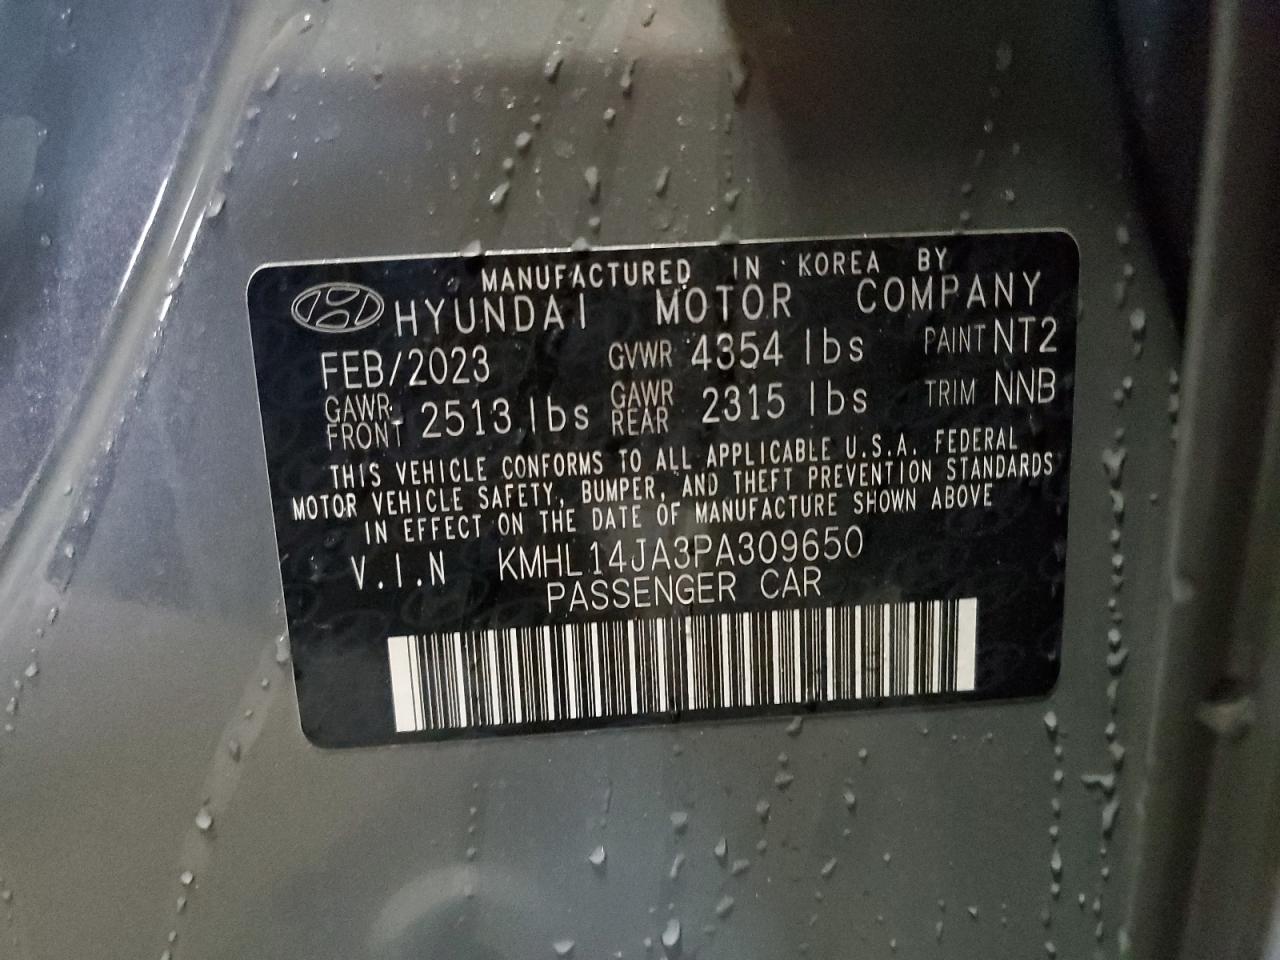 MANUFACTURED IN KOREA BY
HYUNDAI MOTOR COMPANY
FEB/2023 GVWR 4354 lbs PAINT NT2
GAWR FRONT 2513 lbs GAWR REAR 2315 lbs TRIM NNB
THIS VEHICLE CONFORMS TO ALL APPLICABLE U.S.A. FEDERAL
MOTOR VEHICLE SAFETY, BUMPER, AND THEFT PREVENTION STANDARDS
IN EFFECT ON THE DATE OF MANUFACTURE SHOWN ABOVE
V.I.N KMHL14JA3PA309650
PASSENGER CAR